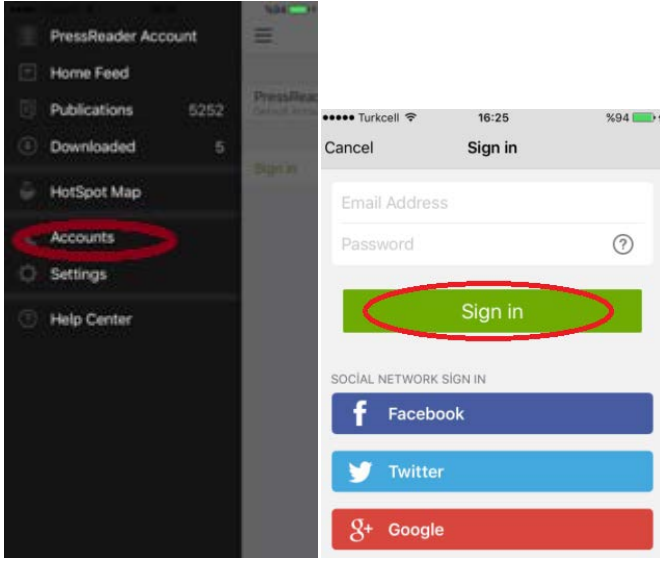 %94
PressReader Account
Home Feed
Publications 5252
Downloaded 5
HotSpot Map
Accounts
Settings
Help Center
Sign in
Turkcell 16:25 %94
Cancel Sign in
Email Address
Password ?
Sign in
SOCİAL NETWORK SİGN IN
f Facebook
Twitter
g+ Google